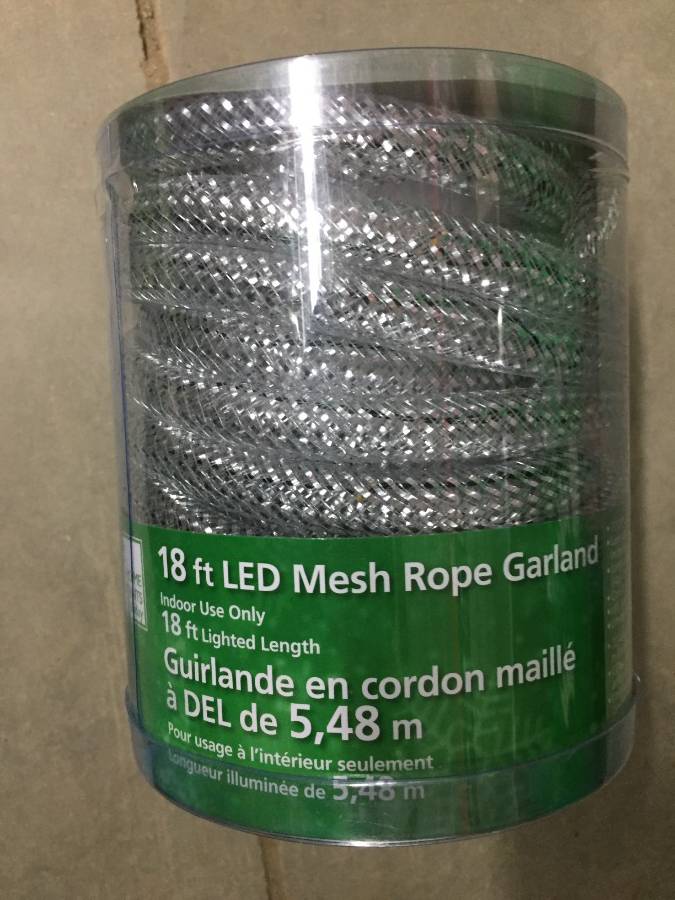 18 ft LED Mesh Rope Garland
Indoor Use Only
18 ft Lighted Length
Guirlande en cordon maillé
à DEL de 5,48 m
Pour usage à l'intérieur seulement
Longueur illuminée de 5,48 m